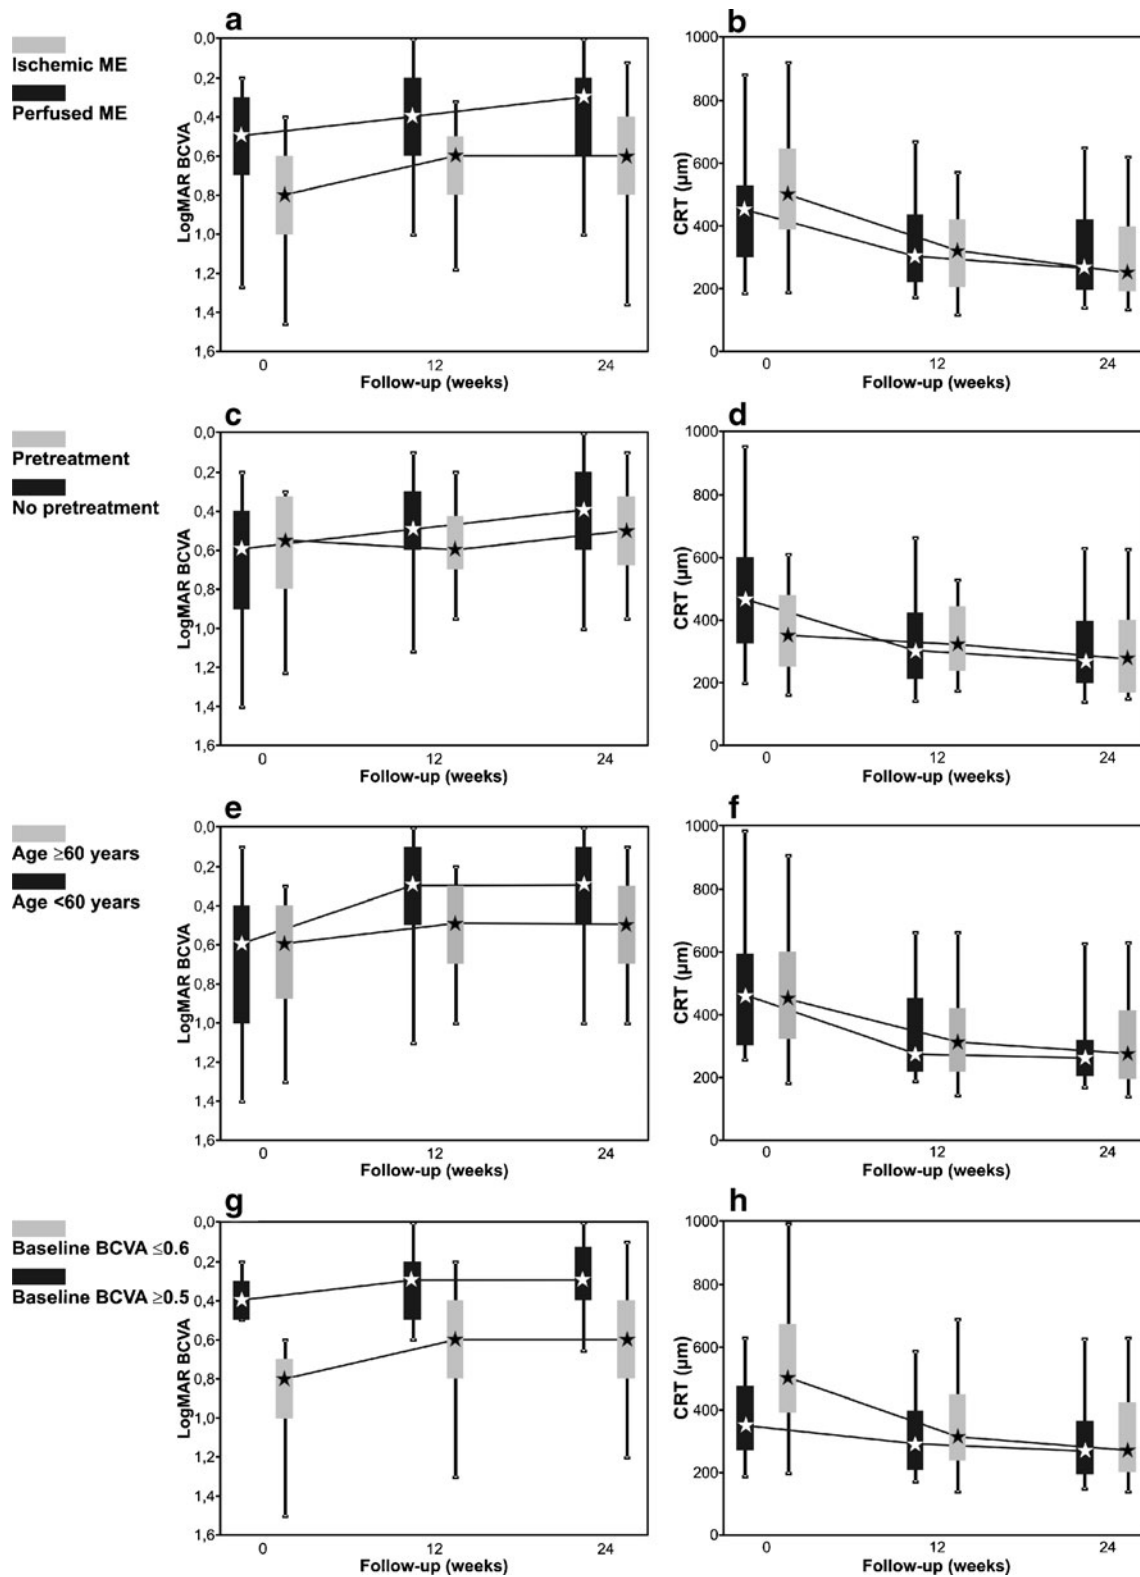 a
b
Ischemic ME
Perfused ME
LogMAR BCVA
0,0
0,2
0,4
0,6
0,8
1,0
1,2
1,4
1,6
0
12
24
Follow-up (weeks)
CRT (µm)
1000
800
600
400
200
0
0
12
24
Follow-up (weeks)
c
d
Pretreatment
No pretreatment
LogMAR BCVA
0,0
0,2
0,4
0,6
0,8
1,0
1,2
1,4
1,6
0
12
24
Follow-up (weeks)
CRT (µm)
1000
800
600
400
200
0
0
12
24
Follow-up (weeks)
e
f
Age ≥60 years
Age <60 years
LogMAR BCVA
0,0
0,2
0,4
0,6
0,8
1,0
1,2
1,4
1,6
0
12
24
Follow-up (weeks)
CRT (µm)
1000
800
600
400
200
0
0
12
24
Follow-up (weeks)
g
h
Baseline BCVA ≤0.6
Baseline BCVA ≥0.5
LogMAR BCVA
0,0
0,2
0,4
0,6
0,8
1,0
1,2
1,4
1,6
0
12
24
Follow-up (weeks)
CRT (µm)
1000
800
600
400
200
0
0
12
24
Follow-up (weeks)